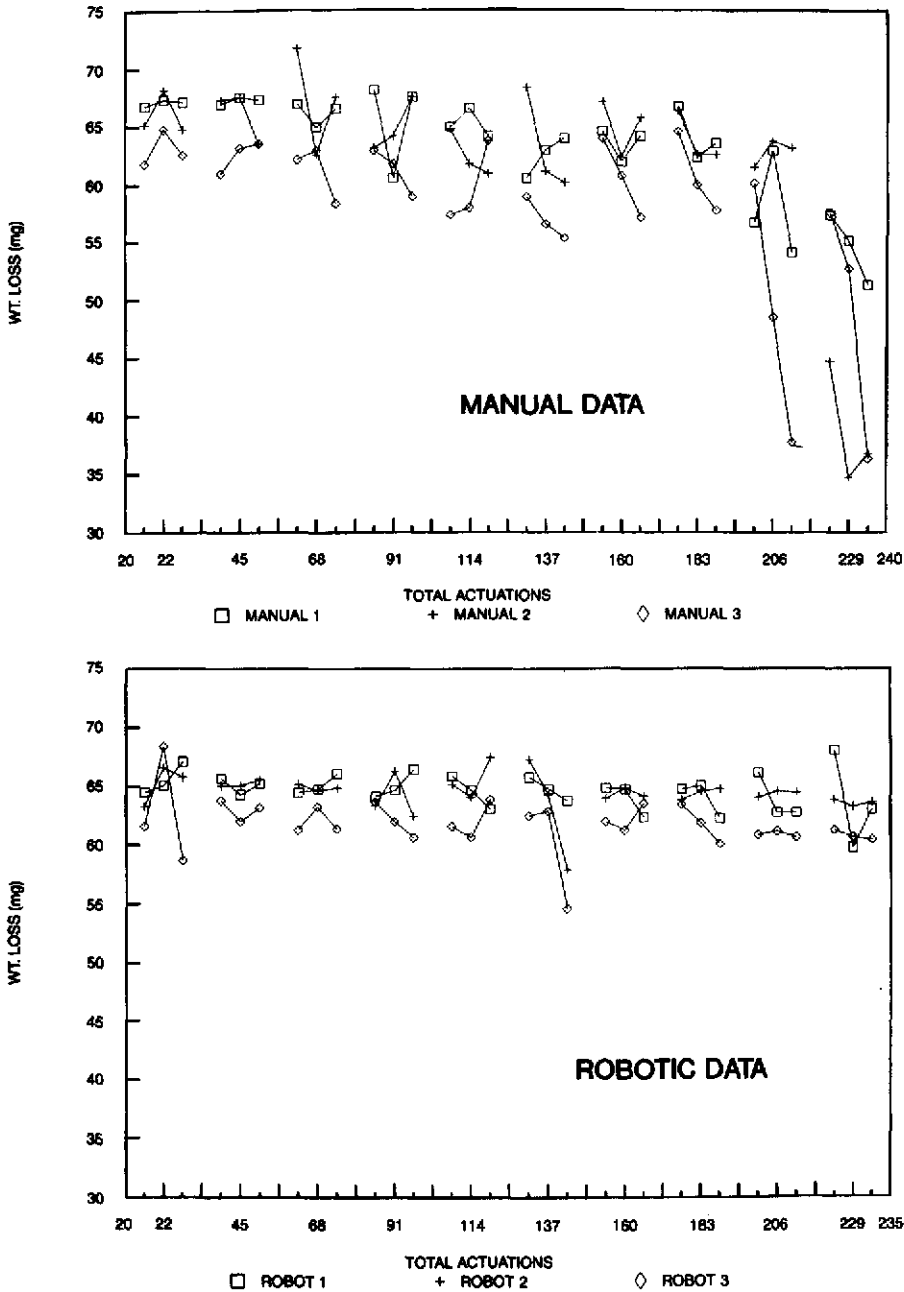 75
70
65
60
55
50
45
40
35
30
WT. LOSS (mg)
MANUAL DATA
20 22 45 68 91 114 137 160 183 206 229 240
TOTAL ACTUATIONS
MANUAL 1 MANUAL 2 MANUAL 3
75
70
65
60
55
50
45
40
35
30
WT. LOSS (mg)
ROBOTIC DATA
20 22 45 68 91 114 137 160 183 206 229 235
TOTAL ACTUATIONS
ROBOT 1 ROBOT 2 ROBOT 3